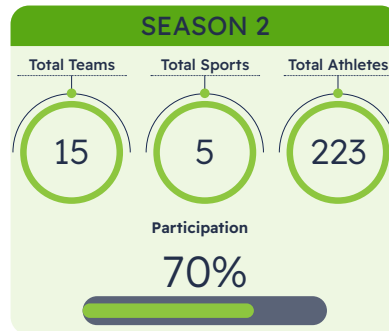 SEASON 2
Total Teams Total Sports Total Athletes
15 5 223
Participation
70%